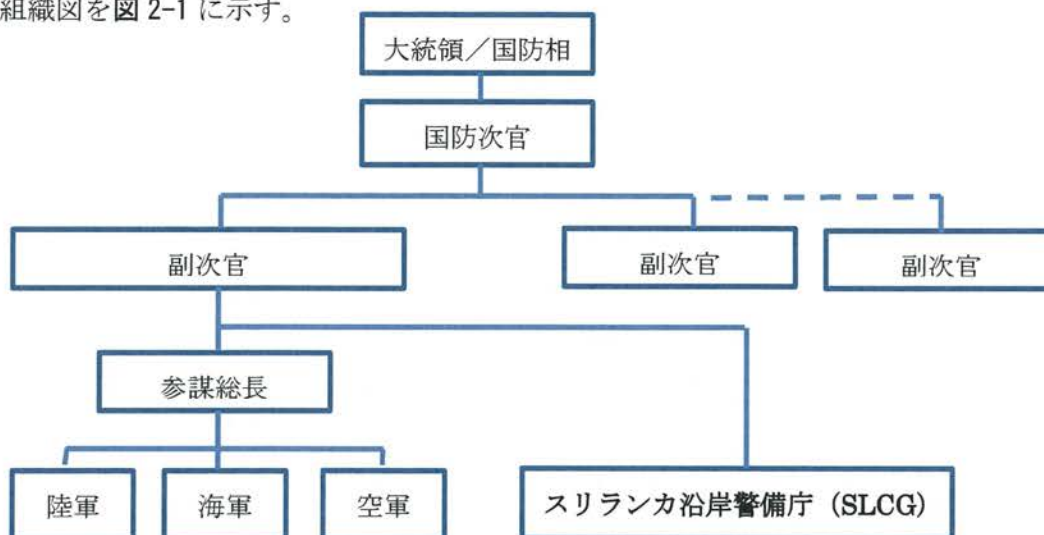 組織図を図 2-1 に示す。
大統領／国防相
国防次官
副次官 副次官 副次官
参謀総長
陸軍 海軍 空軍 スリランカ沿岸警備庁（SLCG）